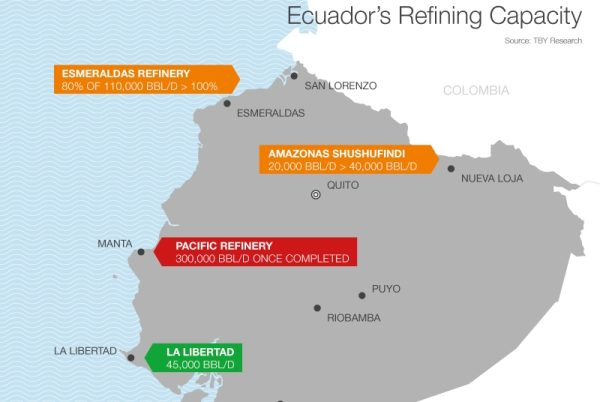 Ecuador's Refining Capacity
Source: TBY Research
ESMERALDAS REFINERY
80% OF 110,000 BBL/D > 100%
SAN LORENZO
COLOMBIA
ESMERALDAS
AMAZONAS SHUSHUFINDI
20,000 BBL/D > 40,000 BBL/D
NUEVA LOJA
QUITO
MANTA
PACIFIC REFINERY
300,000 BBL/D ONCE COMPLETED
PUYO
RIOBAMBA
LA LIBERTAD
LA LIBERTAD
45,000 BBL/D